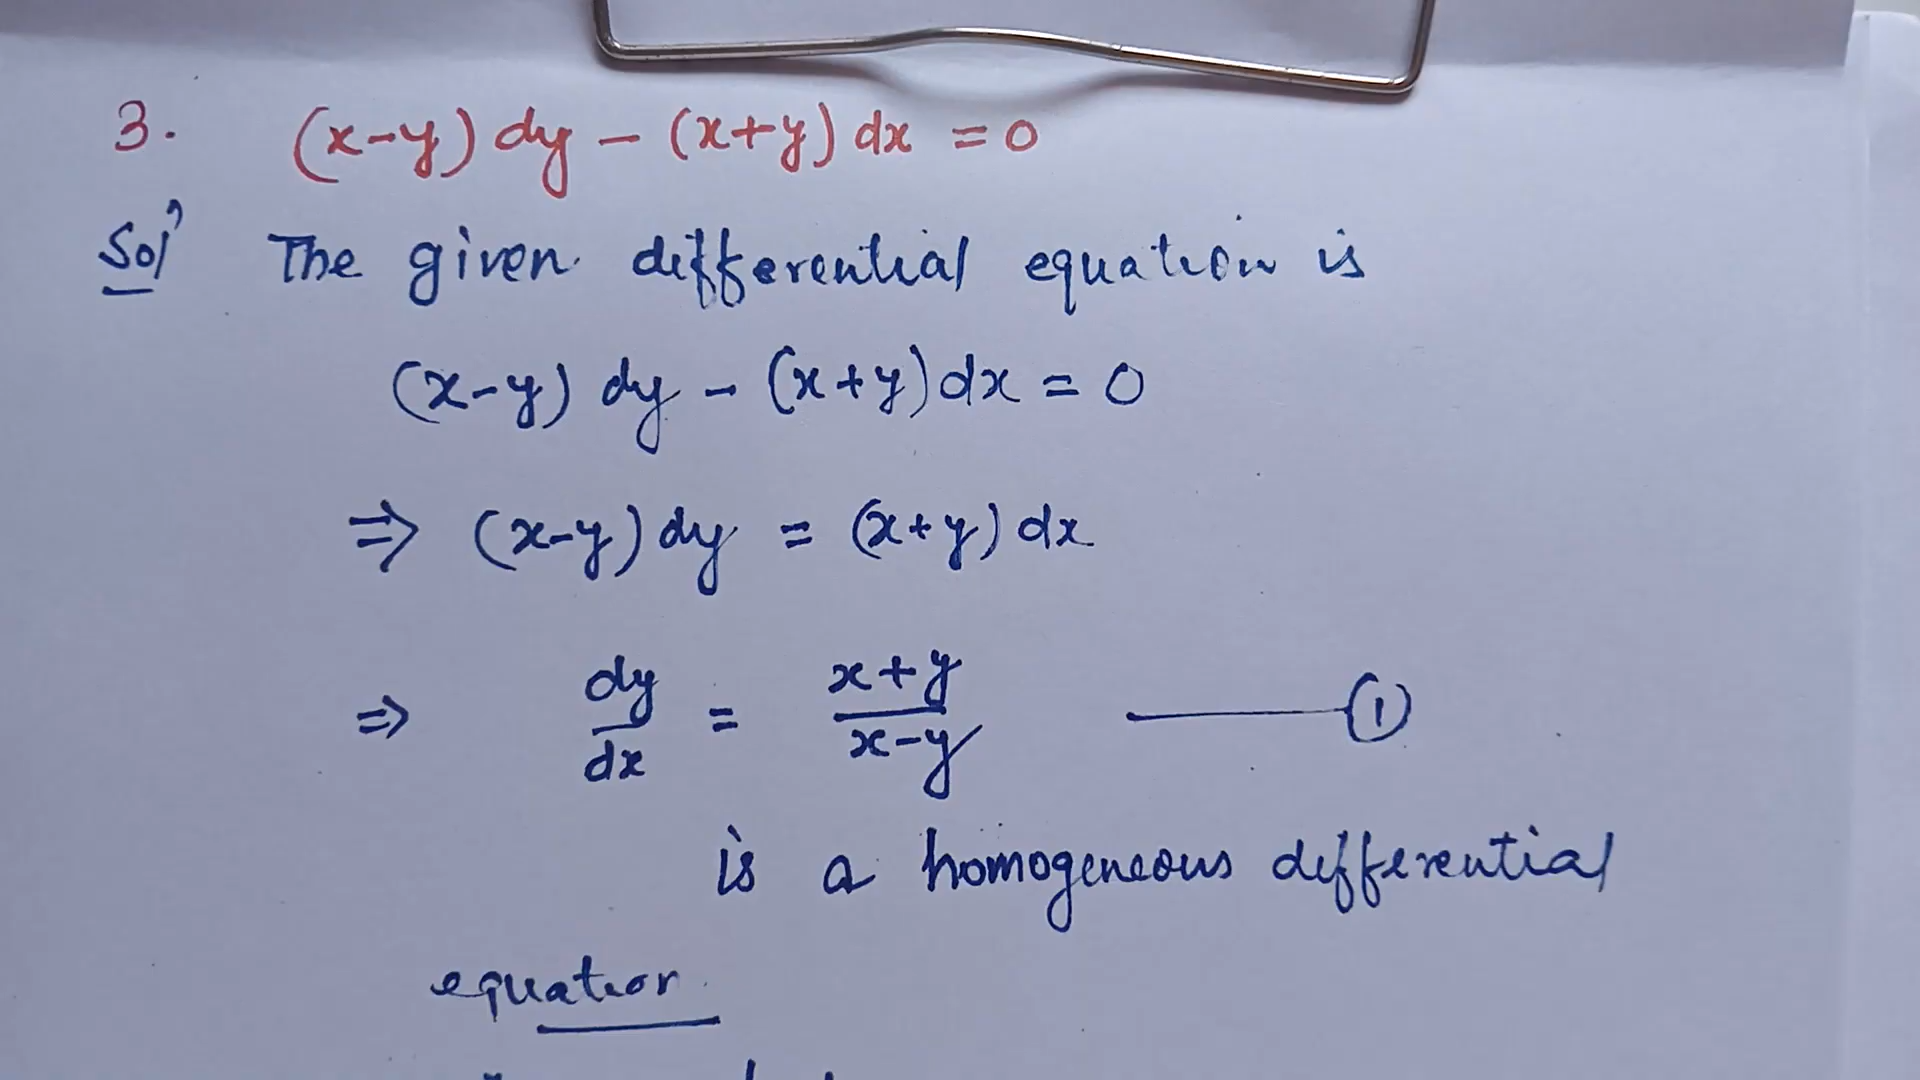 3. (x-y) dy - (x+y) dx = 0
Sol' The given differential equation is
(x-y) dy - (x+y) dx = 0
⇒ (x-y) dy = (x+y) dx
⇒ dy/dx = (x+y)/(x-y) —— ①
is a homogeneous differential
equation